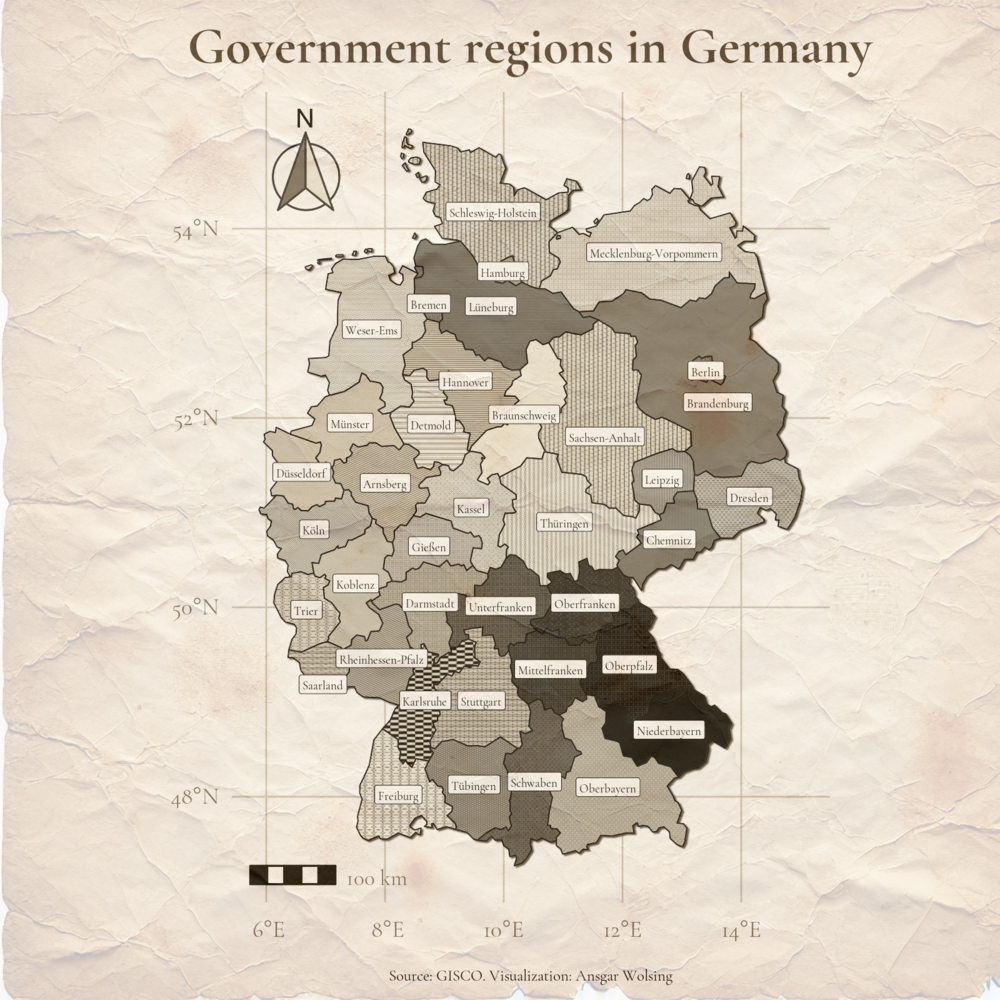 Government regions in Germany
N
Schleswig-Holstein
54°N
Mecklenburg-Vorpommern
Hamburg
Bremen
Lüneburg
Weser-Ems
Berlin
Hannover
Brandenburg
Braunschweig
52°N
Münster
Detmold
Sachsen-Anhalt
Düsseldorf
Leipzig
Arnsberg
Dresden
Kassel
Thüringen
Köln
Chemnitz
Gießen
Koblenz
Darmstadt
Unterfranken
Oberfranken
50°N
Trier
Rheinhessen-Pfalz
Oberpfalz
Mittelfranken
Saarland
Karlsruhe
Stuttgart
Niederbayern
Schwaben
Tübingen
Oberbayern
48°N
Freiburg
100 km
6°E
8°E
10°E
12°E
14°E
Source: GISCO. Visualization: Ansgar Wolsing